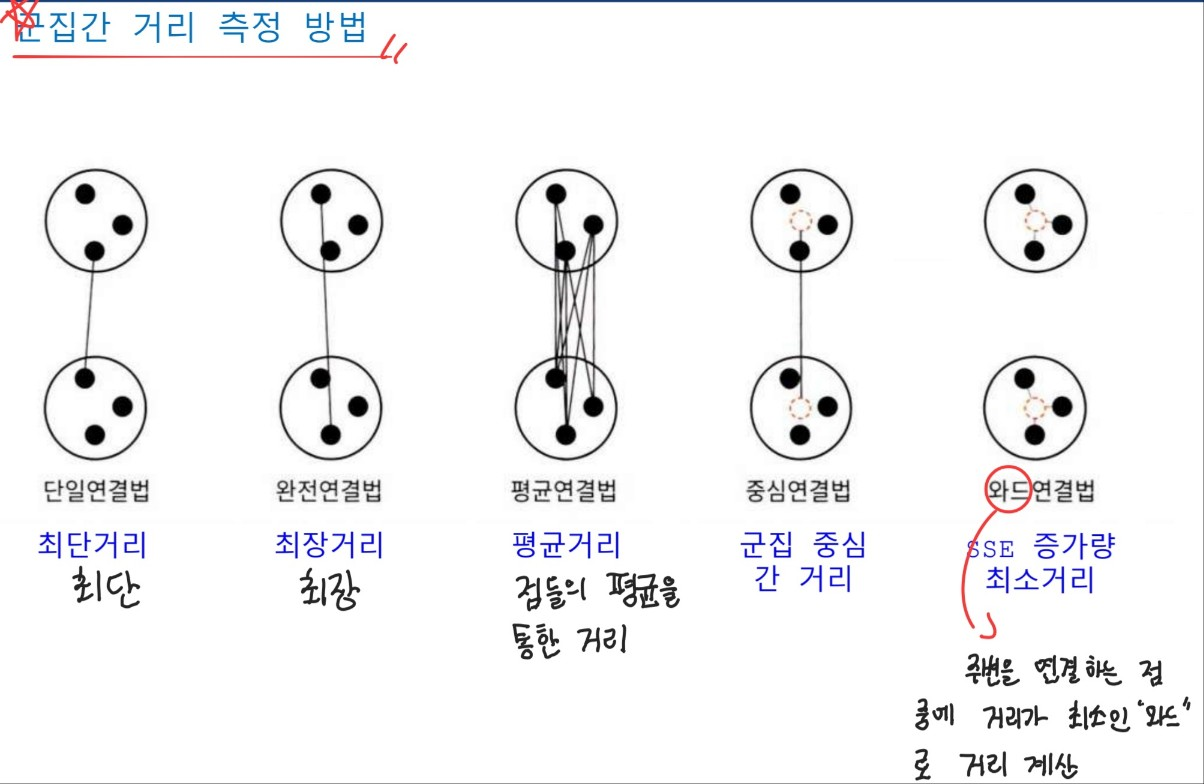 군집간 거리 측정 방법
단일연결법
완전연결법
평균연결법
중심연결법
와드연결법
최단거리
최장거리
평균거리
군집 중심
간 거리
SSE 증가량
최소거리
최단
최장
점들의 평균을
통한 거리
주변을 연결하는 점
중에 거리가 최소인 "와드"
로 거리 계산